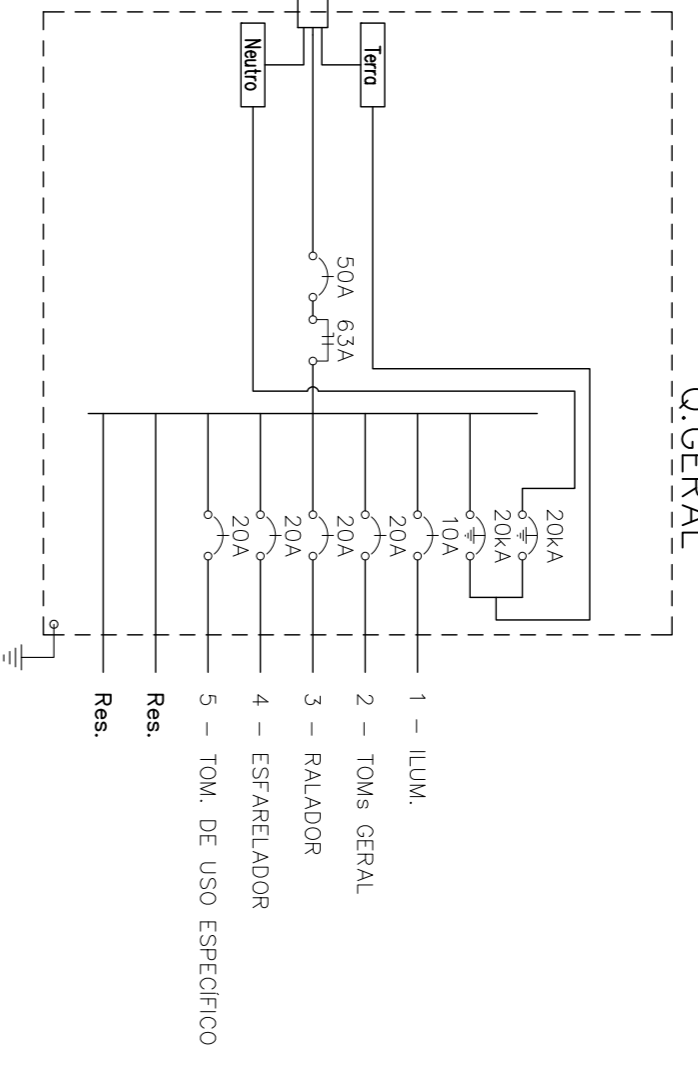 Q.GERAL
Terra
Neutro
50A
63A
20kA
20kA
10A
20A
20A
20A
20A
1 – ILUM.
2 – TOMs GERAL
3 – RALADOR
4 – ESFARELADOR
5 – TOM. DE USO ESPECÍFICO
Res.
Res.